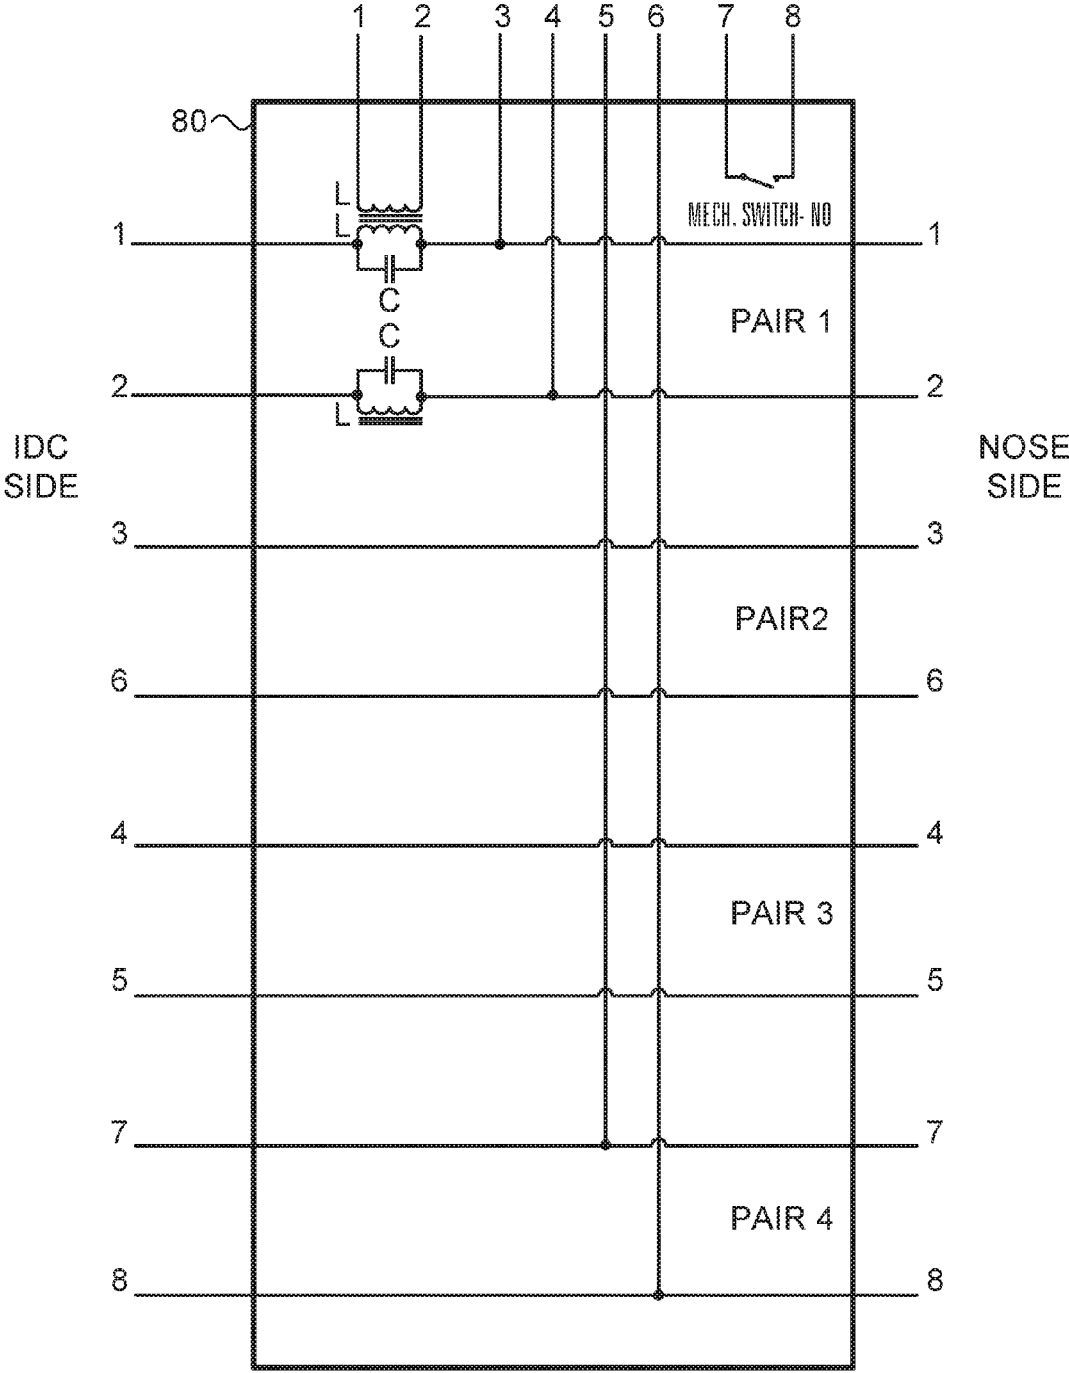 1 2 3 4 5 6 7 8
80
L
MECH. SWITCH- NO
L
1 1
C
PAIR 1
C
2 2
L
IDC
SIDE
NOSE
SIDE
3 3
PAIR2
6 6
4 4
PAIR 3
5 5
7 7
PAIR 4
8 8